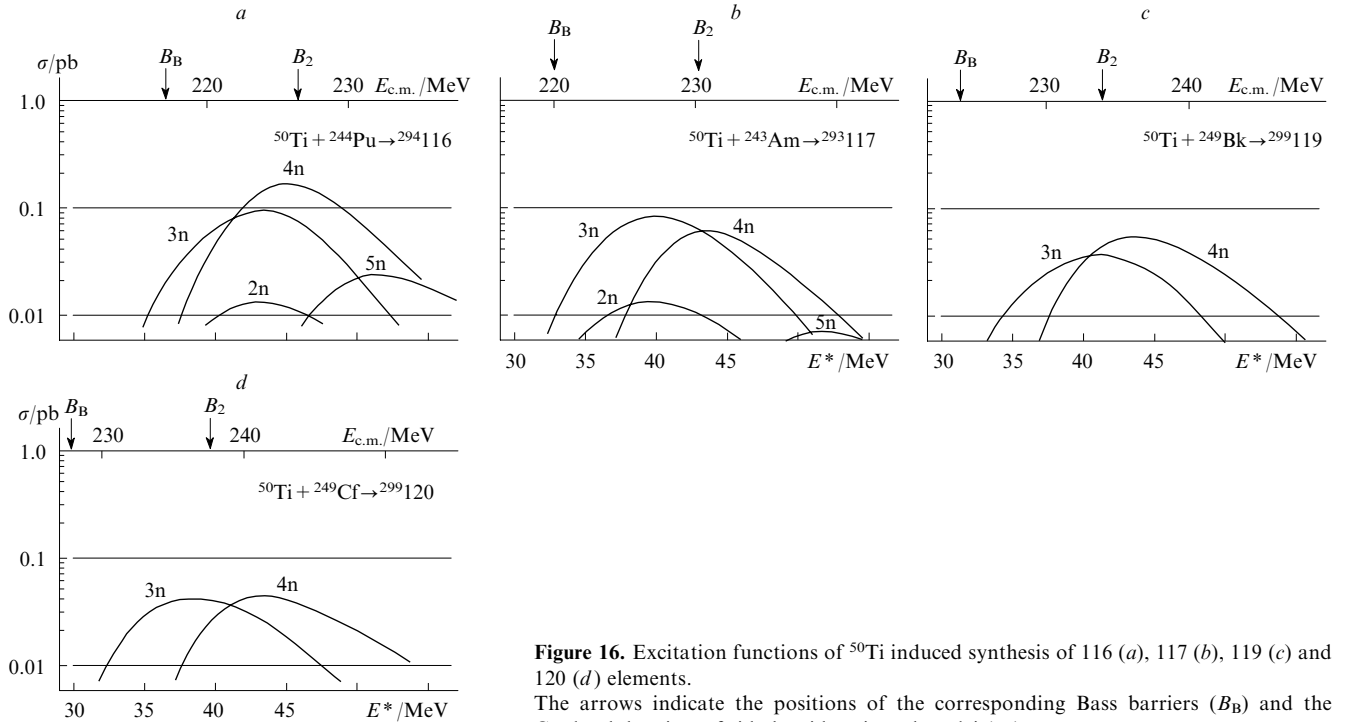 a
b
c
σ/pb
B_B
B_2
220
230
E_c.m./MeV
1.0
0.1
0.01
⁵⁰Ti + ²⁴⁴Pu → ²⁹⁴116
3n
4n
2n
5n
B_B
B_2
220
230
E_c.m./MeV
⁵⁰Ti + ²⁴³Am → ²⁹³117
3n
4n
2n
5n
30
35
40
45
E*/MeV
B_B
B_2
230
240
E_c.m./MeV
⁵⁰Ti + ²⁴⁹Bk → ²⁹⁹119
3n
4n
30
35
40
45
E*/MeV
d
σ/pb
B_B
B_2
230
240
E_c.m./MeV
1.0
0.1
0.01
⁵⁰Ti + ²⁴⁹Cf → ²⁹⁹120
3n
4n
30
35
40
45
E*/MeV
Figure 16. Excitation functions of ⁵⁰Ti induced synthesis of 116 (a), 117 (b), 119 (c) and
120 (d) elements.
The arrows indicate the positions of the corresponding Bass barriers (B_B) and the